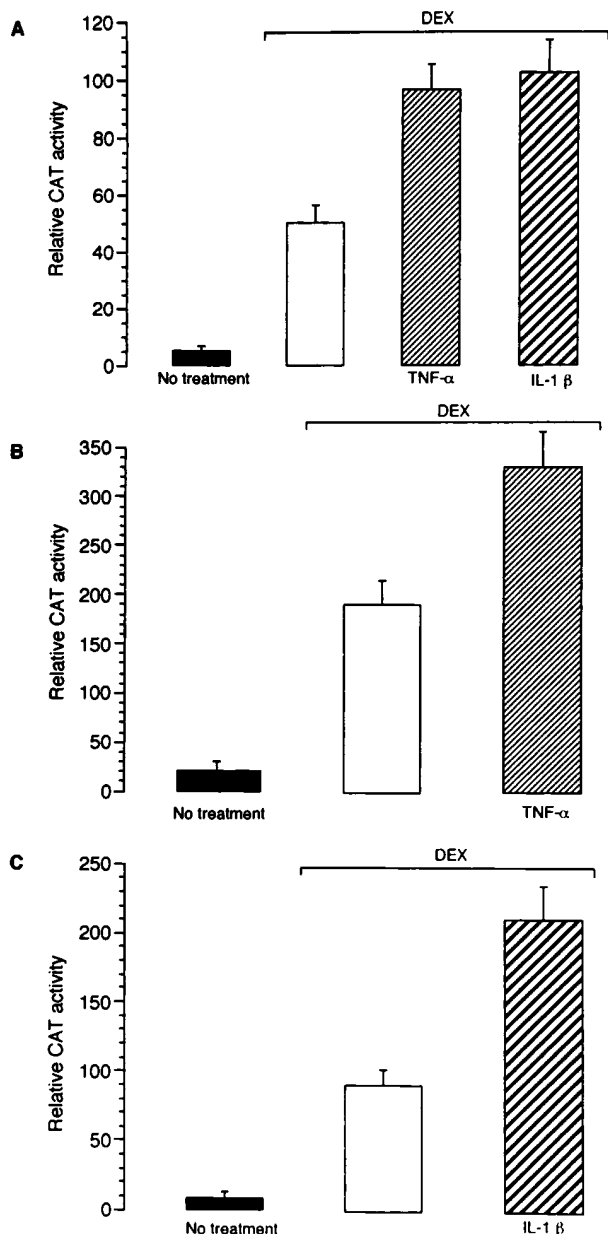 A
DEX
Relative CAT activity
120
100
80
60
40
20
0
No treatment
TNF-α
IL-1 β
B
DEX
Relative CAT activity
350
300
250
200
150
100
50
0
No treatment
TNF-α
C
DEX
Relative CAT activity
250
200
150
100
50
0
No treatment
IL-1 β